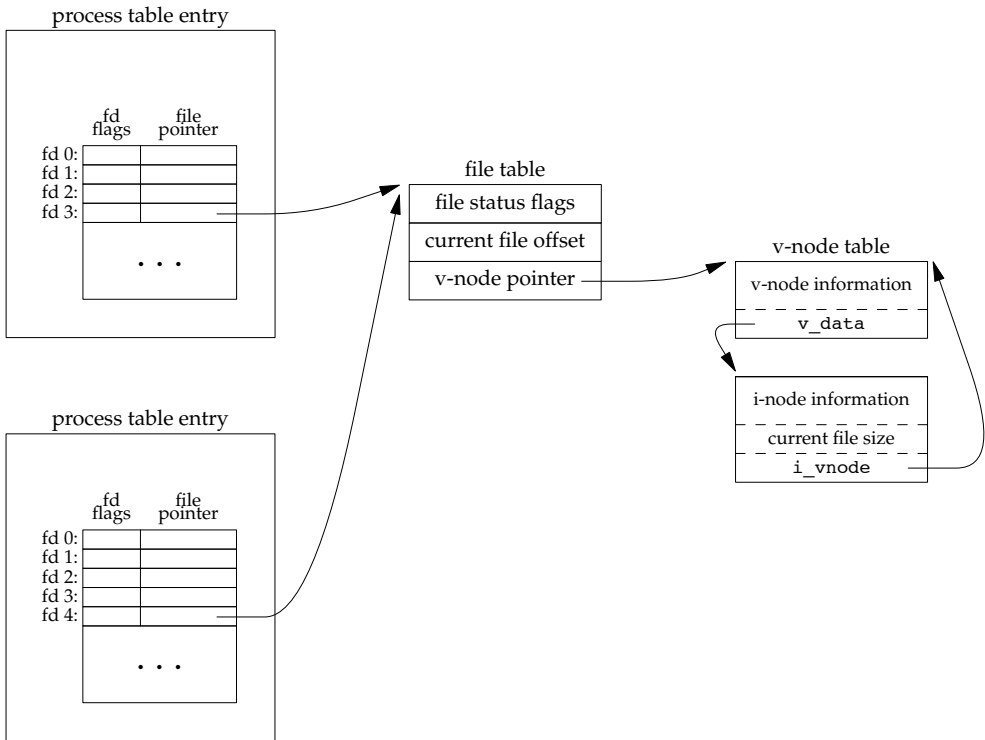 process table entry
fd flags
file pointer
fd 0:
fd 1:
fd 2:
fd 3:
. . .
file table
file status flags
current file offset
v-node pointer
v-node table
v-node information
v_data
i-node information
current file size
i_vnode
process table entry
fd flags
file pointer
fd 0:
fd 1:
fd 2:
fd 3:
fd 4:
. . .